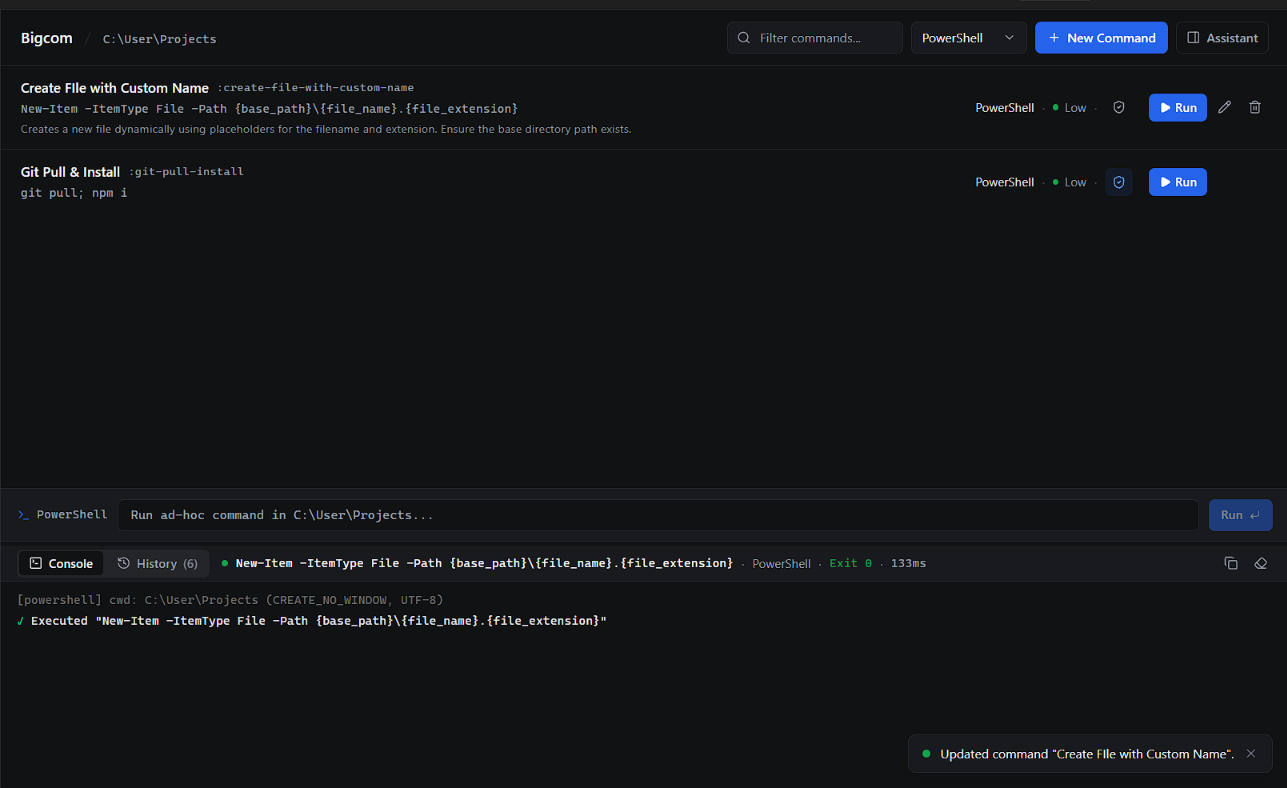 Bigcom / C:\User\Projects
Filter commands...
PowerShell
+ New Command
Assistant
Create FIle with Custom Name :create-file-with-custom-name
New-Item -ItemType File -Path {base_path}\{file_name}.{file_extension}
Creates a new file dynamically using placeholders for the filename and extension. Ensure the base directory path exists.
PowerShell · Low ·
Run
Git Pull & Install :git-pull-install
git pull; npm i
PowerShell · Low ·
Run
>_ PowerShell
Run ad-hoc command in C:\User\Projects...
Run ↵
Console
History (6)
New-Item -ItemType File -Path {base_path}\{file_name}.{file_extension} · PowerShell · Exit 0 · 133ms
[powershell] cwd: C:\User\Projects (CREATE_NO_WINDOW, UTF-8)
✓ Executed "New-Item -ItemType File -Path {base_path}\{file_name}.{file_extension}"
Updated command "Create FIle with Custom Name".